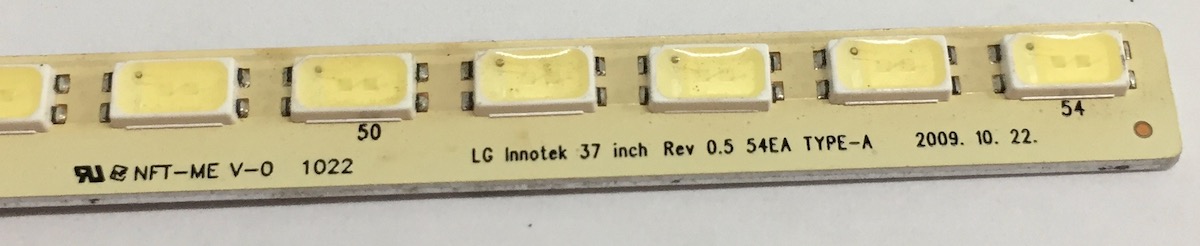 50
54
LG Innotek 37 inch Rev 0.5 54EA TYPE-A 2009. 10. 22.
NFT-ME V-0 1022